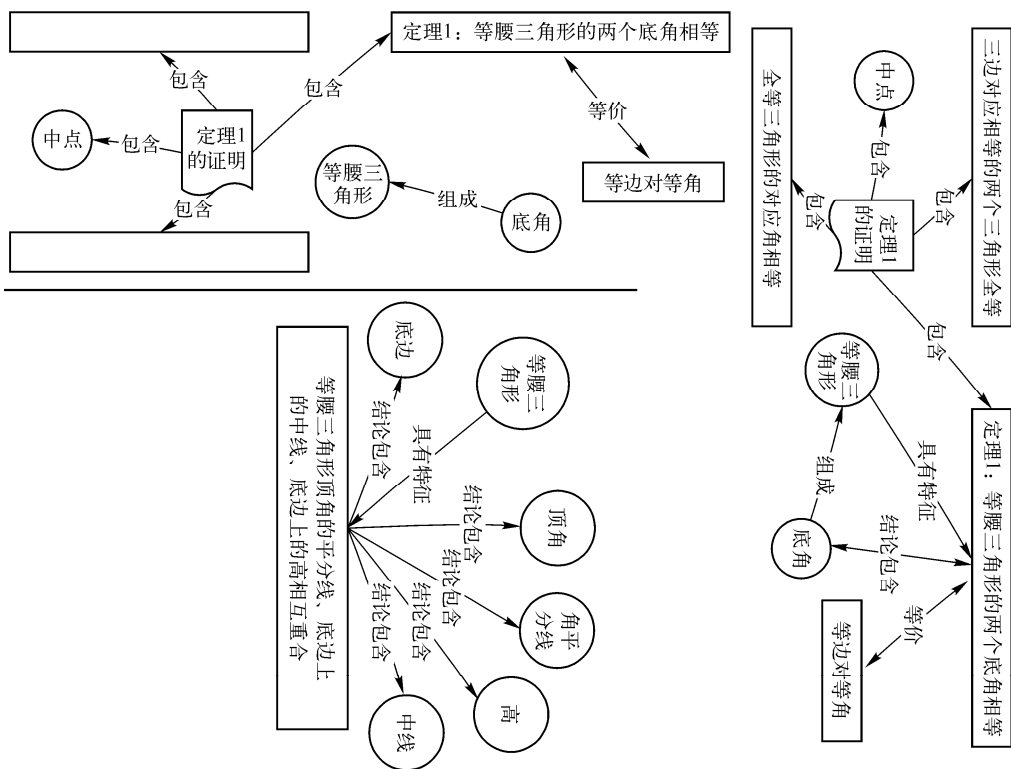 定理1：等腰三角形的两个底角相等
包含
包含
等价
中点
包含
定理1
的证明
等腰三
角形
组成
底角
等边对等角
包含
全等三角形的对应角相等
中点
三边对应相等的两个三角形全等
包含
包含
包含
定理1
的证明
包含
等腰三
角形
组成
底角
具有特征
结论包含
等价
等边对等角
定理1：等腰三角形的两个底角相等
底边
等腰三
角形
结论包含
具有特征
等腰三角形顶角的平分线、底边上
的中线、底边上的高相互重合
结论包含
顶角
结论包含
角平
分线
结论包含
高
结论包含
中线